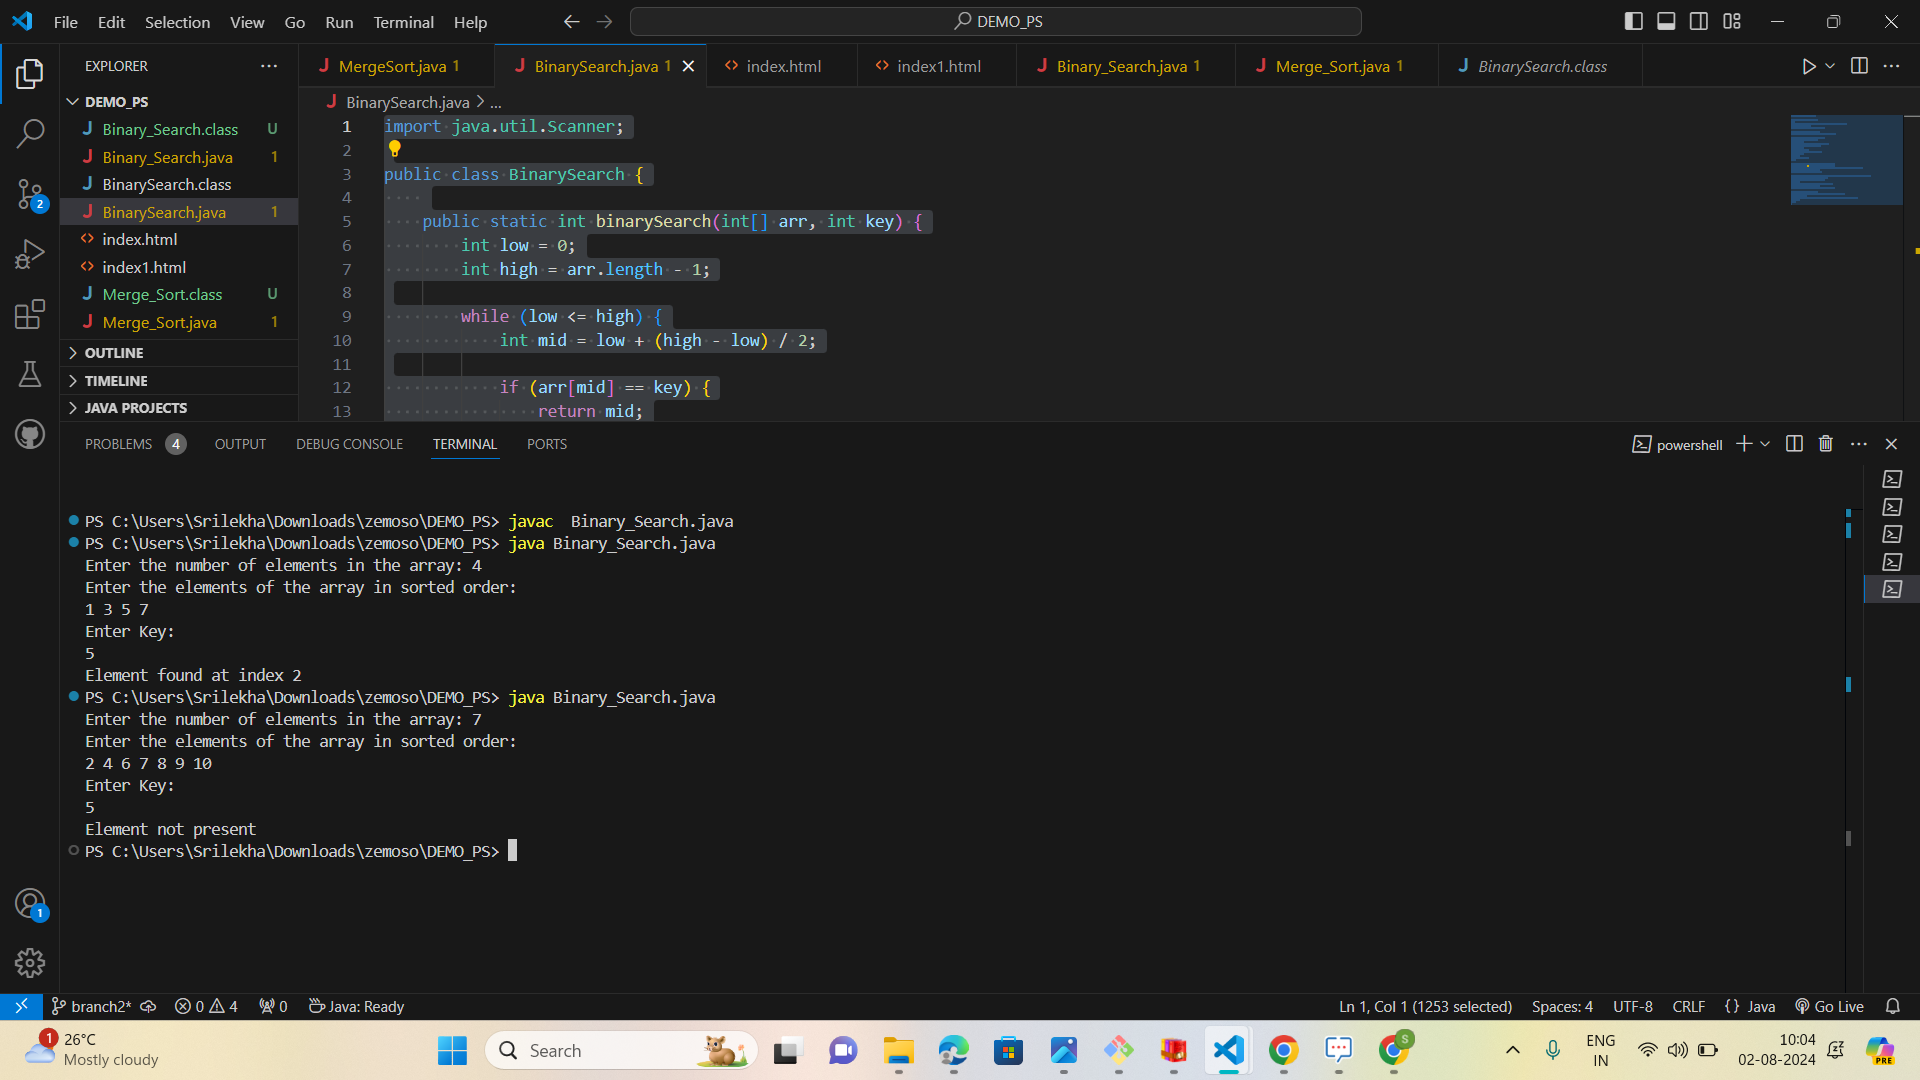 File Edit Selection View Go Run Terminal Help
DEMO_PS
EXPLORER
MergeSort.java 1
BinarySearch.java 1
index.html
index1.html
Binary_Search.java 1
Merge_Sort.java 1
BinarySearch.class
DEMO_PS
Binary_Search.class U
Binary_Search.java 1
BinarySearch.class
BinarySearch.java 1
index.html
index1.html
Merge_Sort.class U
Merge_Sort.java 1
OUTLINE
TIMELINE
JAVA PROJECTS
2
BinarySearch.java > ...
1 import java.util.Scanner;
2
3 public class BinarySearch {
4
5 public static int binarySearch(int[] arr, int key) {
6 int low = 0;
7 int high = arr.length - 1;
8
9 while (low <= high) {
10 int mid = low + (high - low) / 2;
11
12 if (arr[mid] == key) {
13 return mid;
PROBLEMS 4 OUTPUT DEBUG CONSOLE TERMINAL PORTS
powershell
PS C:\Users\Srilekha\Downloads\zemoso\DEMO_PS> javac  Binary_Search.java
PS C:\Users\Srilekha\Downloads\zemoso\DEMO_PS> java Binary_Search.java
Enter the number of elements in the array: 4
Enter the elements of the array in sorted order:
1 3 5 7
Enter Key:
5
Element found at index 2
PS C:\Users\Srilekha\Downloads\zemoso\DEMO_PS> java Binary_Search.java
Enter the number of elements in the array: 7
Enter the elements of the array in sorted order:
2 4 6 7 8 9 10
Enter Key:
5
Element not present
PS C:\Users\Srilekha\Downloads\zemoso\DEMO_PS>
1
branch2* 0 4 0 Java: Ready
Ln 1, Col 1 (1253 selected) Spaces: 4 UTF-8 CRLF {} Java Go Live
1
26°C
Mostly cloudy
Search
S
ENG
IN
10:04
02-08-2024
PRE